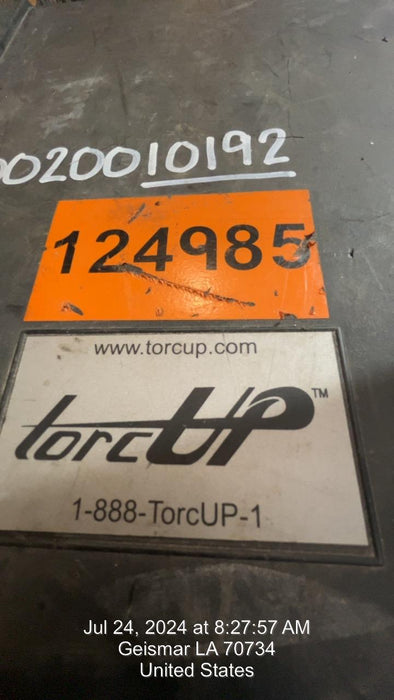 0020010192
124985
www.torcup.com
torcUP™
1-888-TorcUP-1
Jul 24, 2024 at 8:27:57 AM
Geismar LA 70734
United States